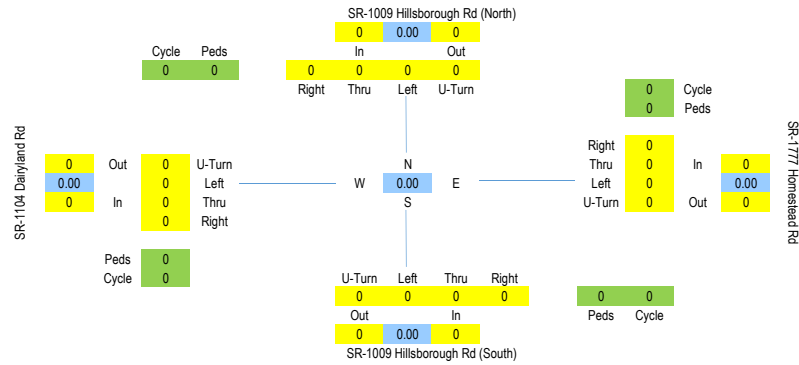 SR-1009 Hillsborough Rd (North)
0 0.00 0
Cycle Peds In Out
0 0 0 0 0 0
Right Thru Left U-Turn
0 Cycle
0 Peds
SR-1104 Dairyland Rd
0 Out 0 U-Turn
0.00 0 Left
0 In 0 Thru
0 Right
N
W 0.00 E
S
Right 0
Thru 0 In 0
Left 0 0.00
U-Turn 0 Out 0
SR-1777 Homestead Rd
Peds 0
Cycle 0
U-Turn Left Thru Right
0 0 0 0 0 0
Out In Peds Cycle
0 0.00 0
SR-1009 Hillsborough Rd (South)